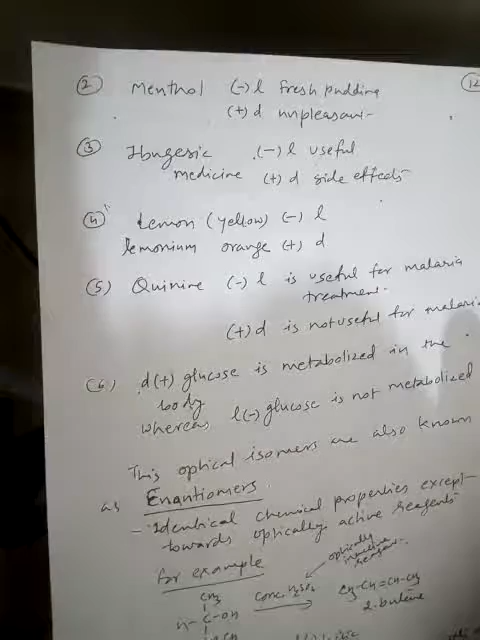 12
(2) Menthol (-) l fresh pudding
(+) d unpleasant
(3) Ibugesic (-) l useful
medicine (+) d side effects
(4) Lemon (yellow) (-) l
lemonium orange (+) d
(5) Quinine (-) l is useful for malaria
treatment.
(+) d is not useful for malaria
(6) d(+) glucose is metabolized in the
body
whereas l(-) glucose is not metabolized
This optical isomers are also known
as Enantiomers.
- Identical chemical properties except
towards optically active reagents
for example
optically
inactive
reagent
CH3 Conc. H2SO4 CH3-CH=CH-CH3
H-C-OH 2-butene